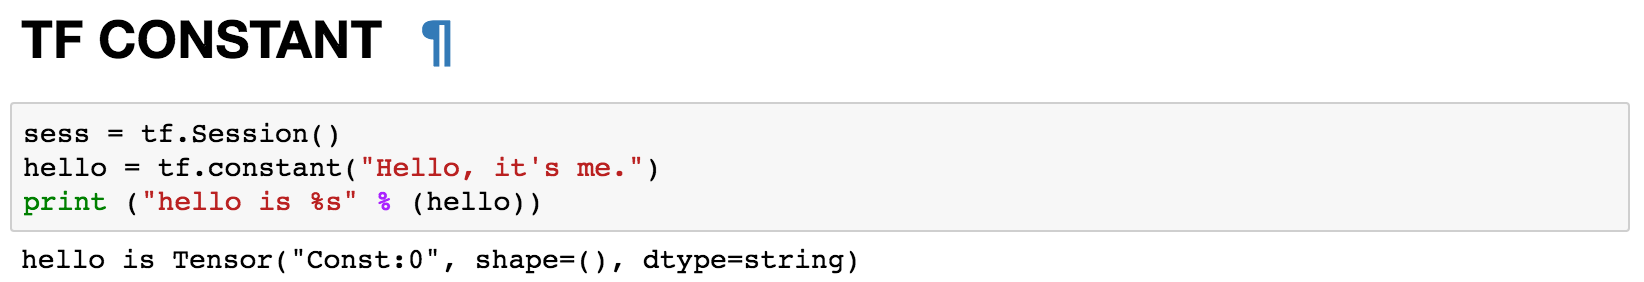 TF CONSTANT ¶
sess = tf.Session()
hello = tf.constant("Hello, it's me.")
print ("hello is %s" % (hello))
hello is Tensor("Const:0", shape=(), dtype=string)